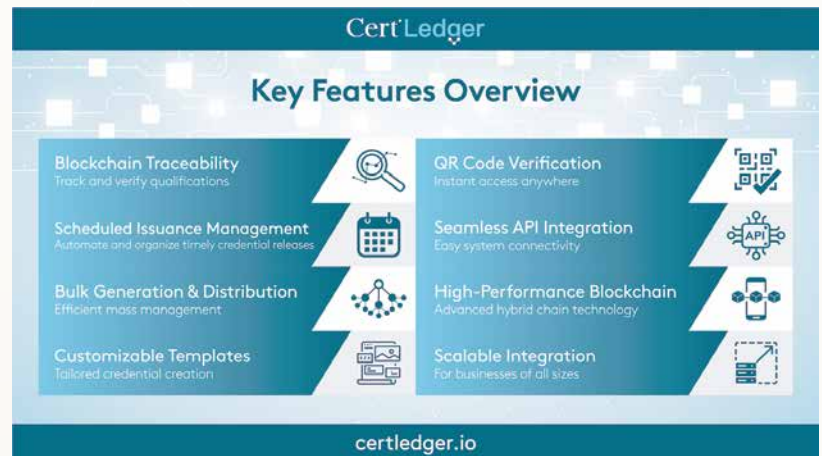 Cert Ledger
Key Features Overview
Blockchain Traceability
Track and verify qualifications
Scheduled Issuance Management
Automate and organize timely credential releases
Bulk Generation & Distribution
Efficient mass management
Customizable Templates
Tailored credential creation
QR Code Verification
Instant access anywhere
Seamless API Integration
Easy system connectivity
API
High-Performance Blockchain
Advanced hybrid chain technology
Scalable Integration
For businesses of all sizes
certledger.io